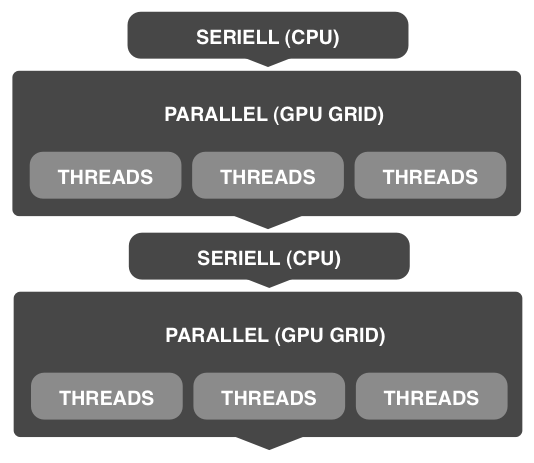 SERIELL (CPU)
PARALLEL (GPU GRID)
THREADS THREADS THREADS
SERIELL (CPU)
PARALLEL (GPU GRID)
THREADS THREADS THREADS